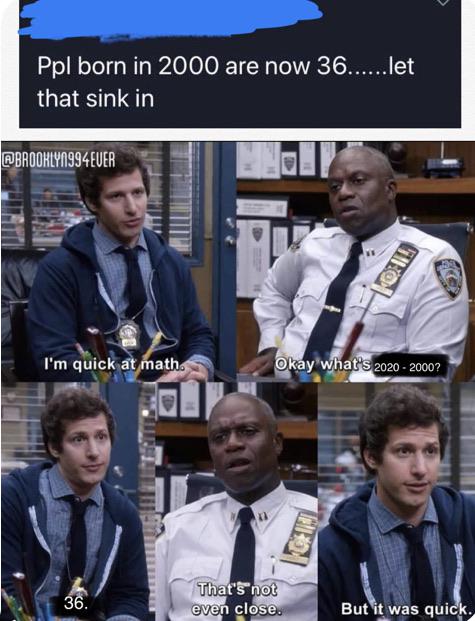 Ppl born in 2000 are now 36......let
that sink in
@BROOKLYN994EVER
I'm quick at math.
Okay what's 2020 - 2000?
36.
That's not
even close.
But it was quick.